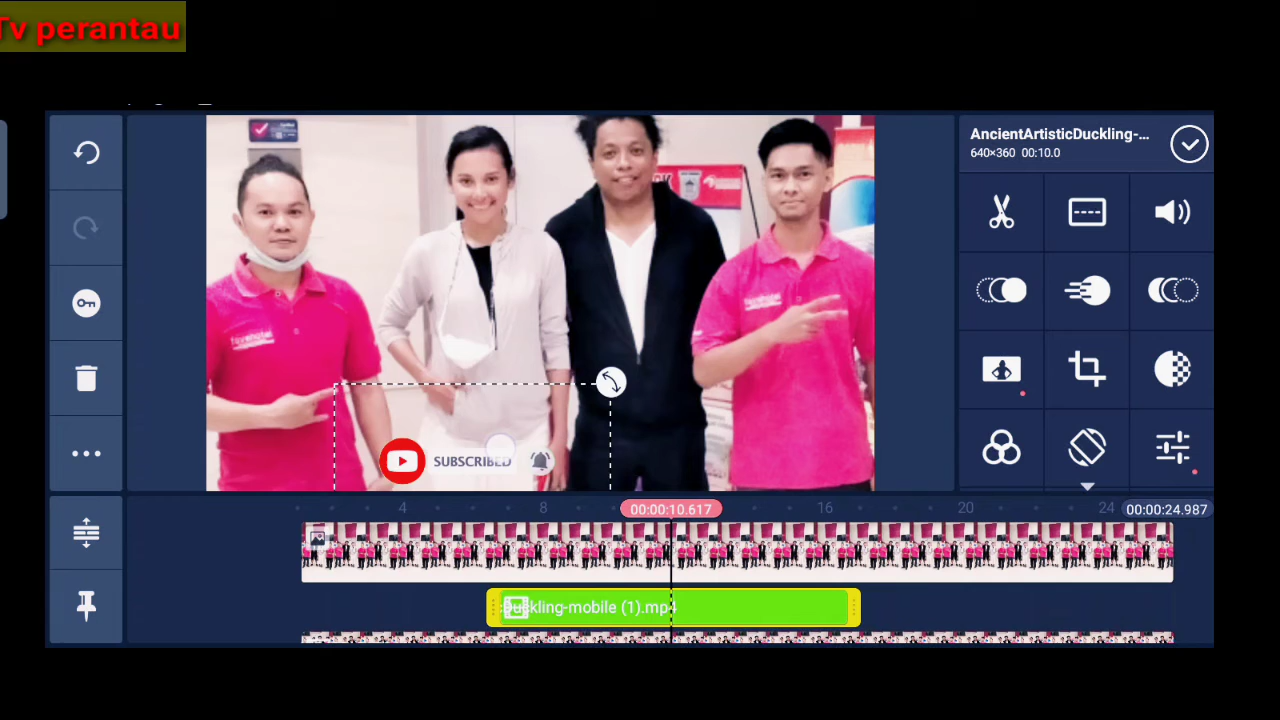 Tv perantau
AncientArtisticDuckling-...
640×360 00:10.0
SUBSCRIBED
4
8
00:00:10.617
16
20
24
00:00:24.987
Duckling-mobile (1).mp4